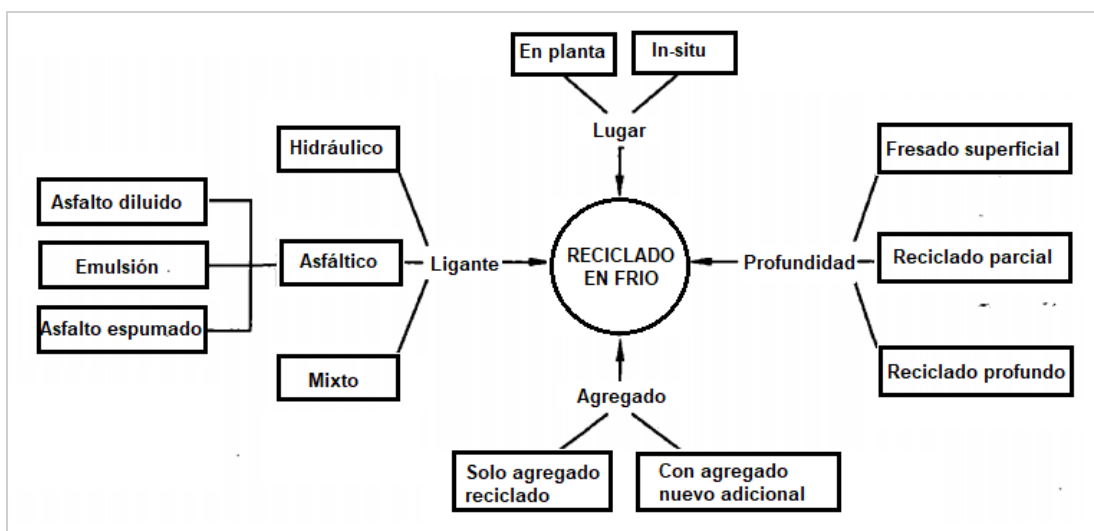 En planta
In-situ
Lugar
Hidráulico
Fresado superficial
Asfalto diluido
Emulsión
Asfáltico
Ligante
RECICLADO
EN FRIO
Profundidad
Reciclado parcial
Asfalto espumado
Mixto
Reciclado profundo
Agregado
Solo agregado
reciclado
Con agregado
nuevo adicional